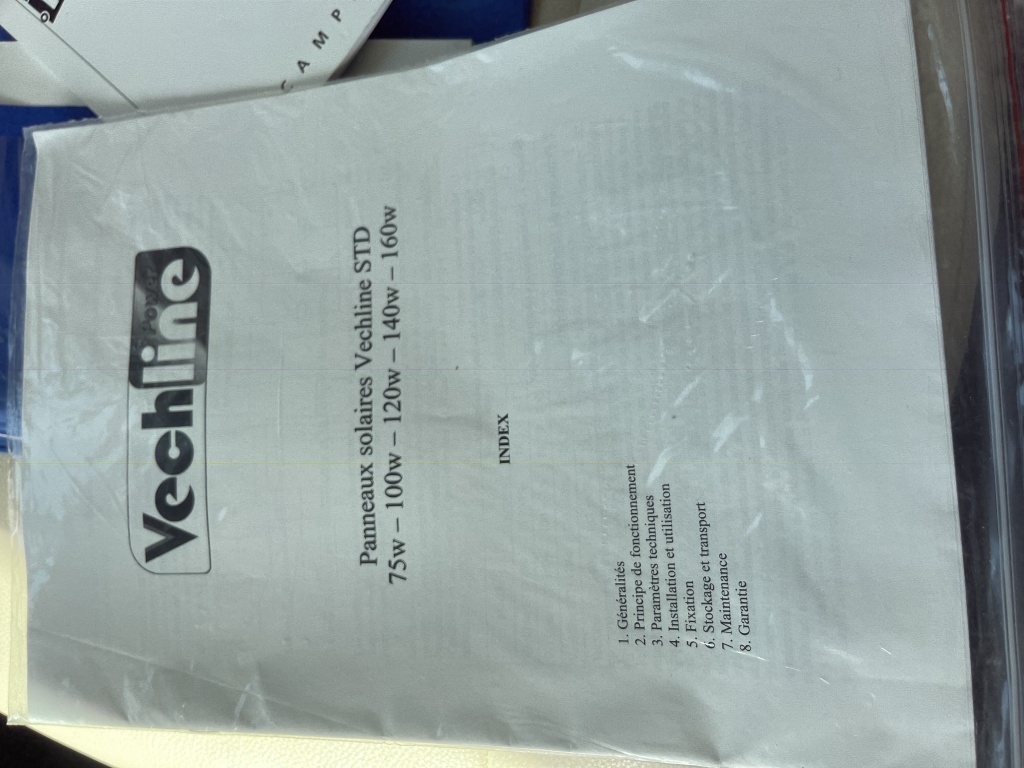 CAMP
Vechline
Power
Panneaux solaires Vechline STD
75w – 100w – 120w – 140w – 160w
INDEX
1. Généralités
2. Principe de fonctionnement
3. Paramètres techniques
4. Installation et utilisation
5. Fixation
6. Stockage et transport
7. Maintenance
8. Garantie